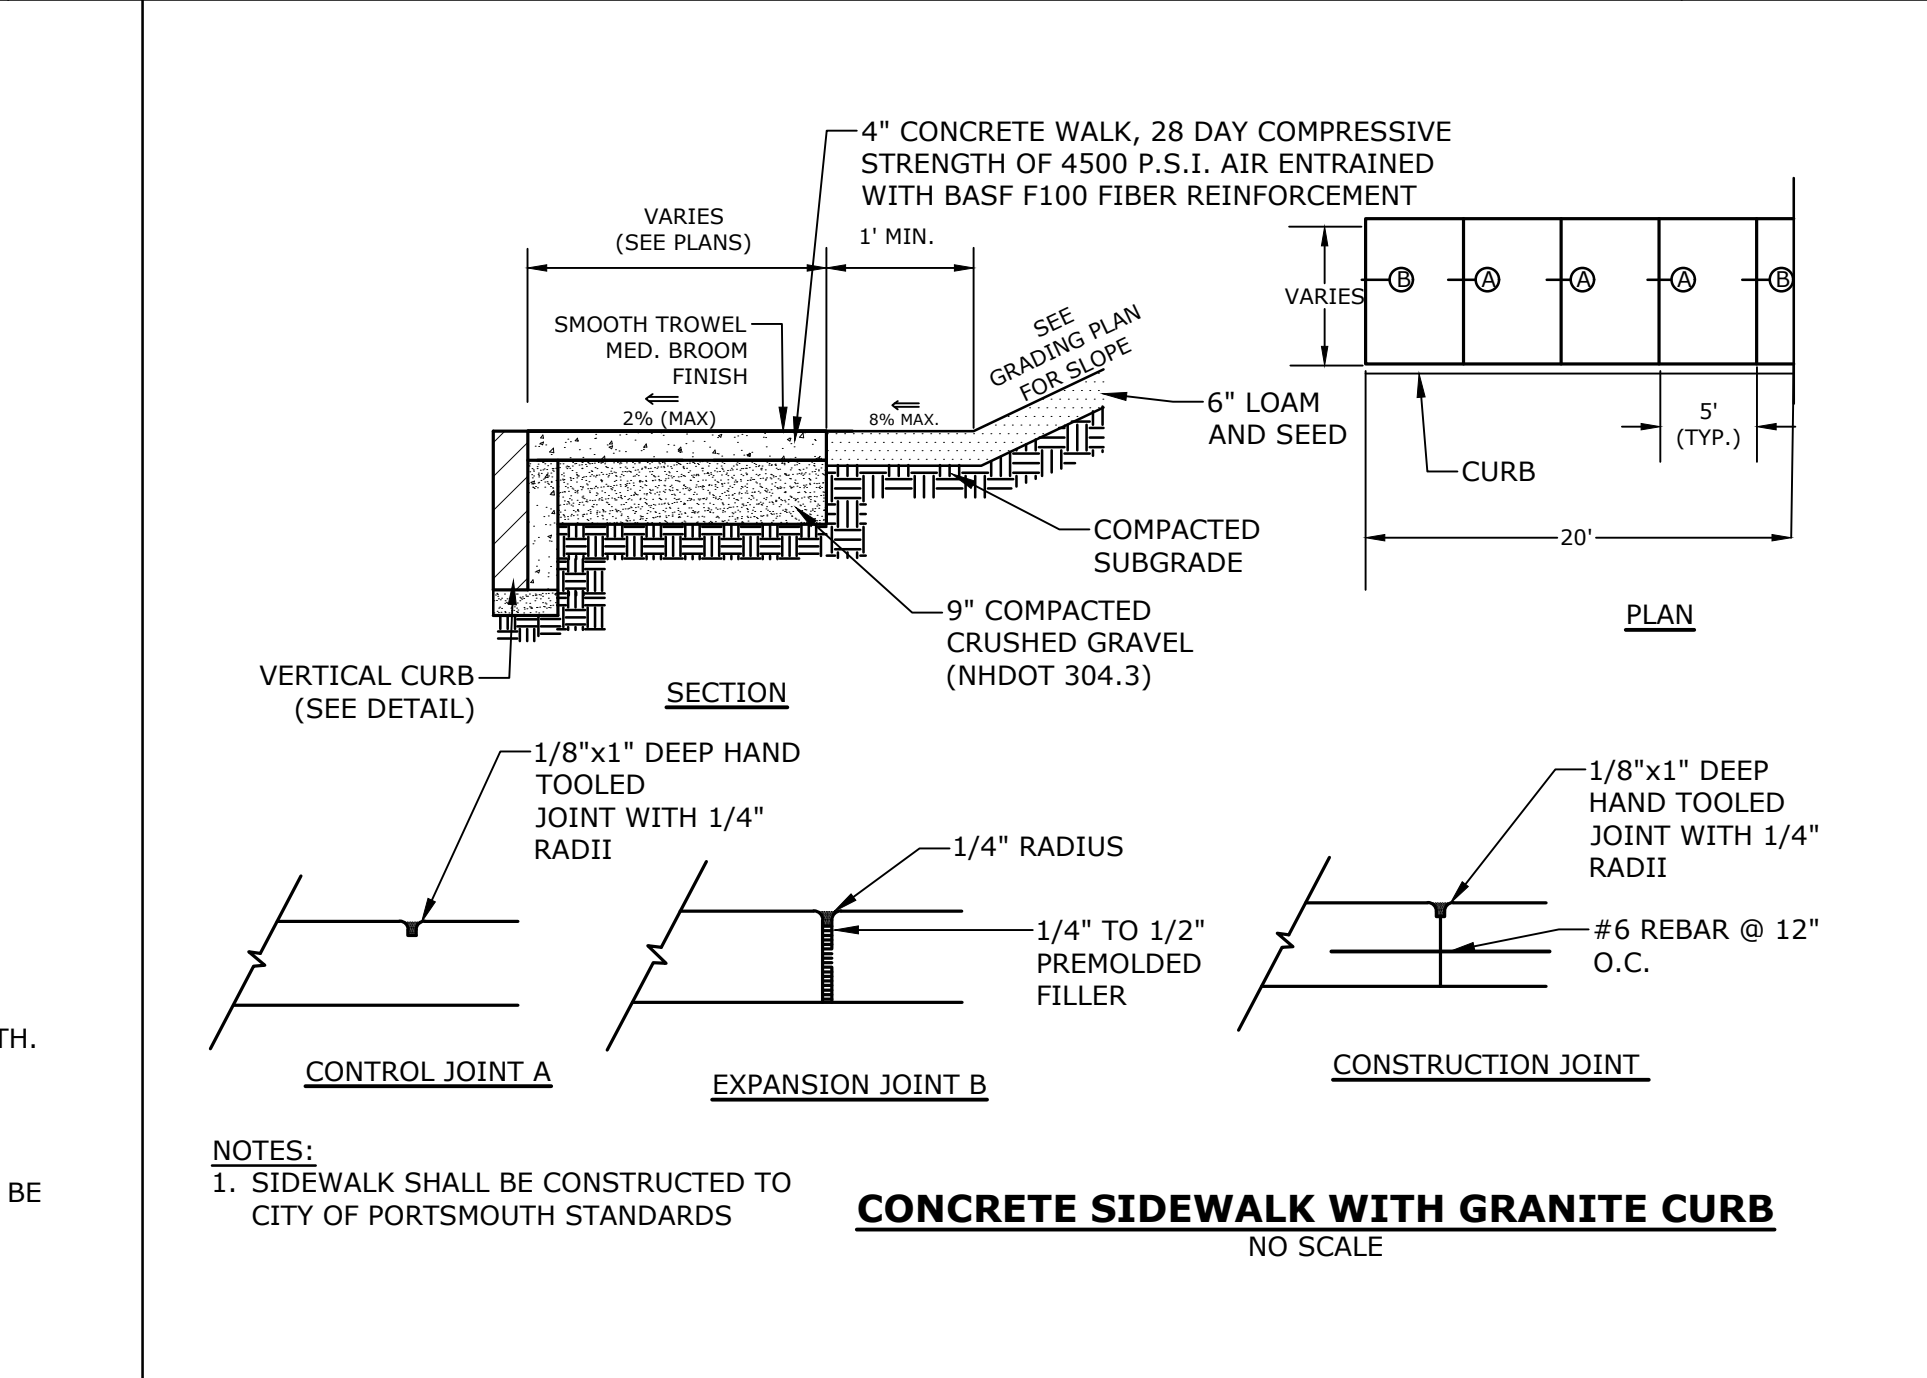 4" CONCRETE WALK, 28 DAY COMPRESSIVE
STRENGTH OF 4500 P.S.I. AIR ENTRAINED
WITH BASF F100 FIBER REINFORCEMENT
VARIES
(SEE PLANS)
1' MIN.
SMOOTH TROWEL
MED. BROOM
FINISH
2% (MAX)
8% MAX.
SEE
GRADING PLAN
FOR SLOPE
6" LOAM
AND SEED
COMPACTED
SUBGRADE
9" COMPACTED
CRUSHED GRAVEL
(NHDOT 304.3)
VERTICAL CURB
(SEE DETAIL)
SECTION
VARIES
B
A
A
A
B
5'
(TYP.)
CURB
20'
PLAN
1/8"x1" DEEP HAND
TOOLED
JOINT WITH 1/4"
RADII
CONTROL JOINT A
1/4" RADIUS
1/4" TO 1/2"
PREMOLDED
FILLER
EXPANSION JOINT B
1/8"x1" DEEP
HAND TOOLED
JOINT WITH 1/4"
RADII
#6 REBAR @ 12"
O.C.
CONSTRUCTION JOINT
TH.
BE
NOTES:
1. SIDEWALK SHALL BE CONSTRUCTED TO
CITY OF PORTSMOUTH STANDARDS
CONCRETE SIDEWALK WITH GRANITE CURB
NO SCALE